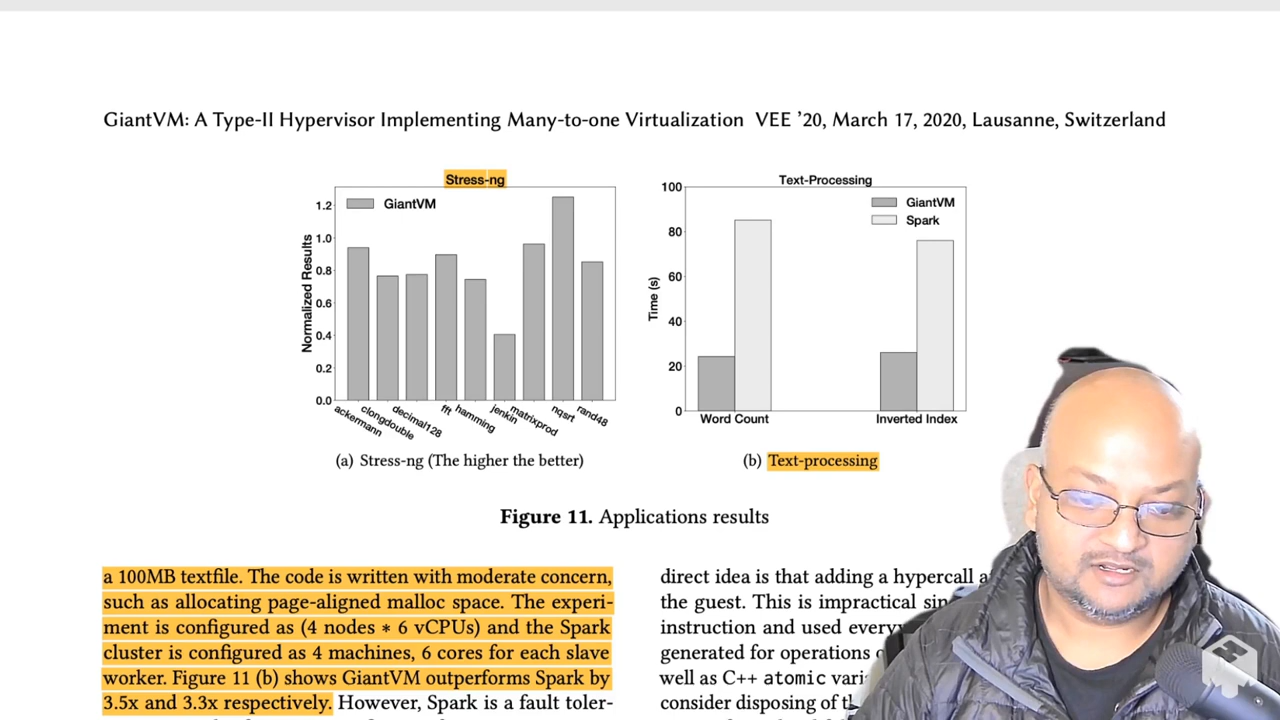 GiantVM: A Type-II Hypervisor Implementing Many-to-one Virtualization VEE ’20, March 17, 2020, Lausanne, Switzerland
Stress-ng
GiantVM
Normalized Results
1.2
1.0
0.8
0.6
0.4
0.2
0.0
ackermann
clongdouble
decimal128
fft
hamming
jenkin
matrixprod
nqsrt
rand48
(a) Stress-ng (The higher the better)
Text-Processing
GiantVM
Spark
Time (s)
100
80
60
40
20
0
Word Count
Inverted Index
(b) Text-processing
Figure 11. Applications results
a 100MB textfile. The code is written with moderate concern,
such as allocating page-aligned malloc space. The experi-
ment is configured as (4 nodes * 6 vCPUs) and the Spark
cluster is configured as 4 machines, 6 cores for each slave
worker. Figure 11 (b) shows GiantVM outperforms Spark by
3.5x and 3.3x respectively. However, Spark is a fault toler-
direct idea is that adding a hypercall
the guest. This is impractical
instruction and used
generated for operations
well as C++ atomic
consider disposing of